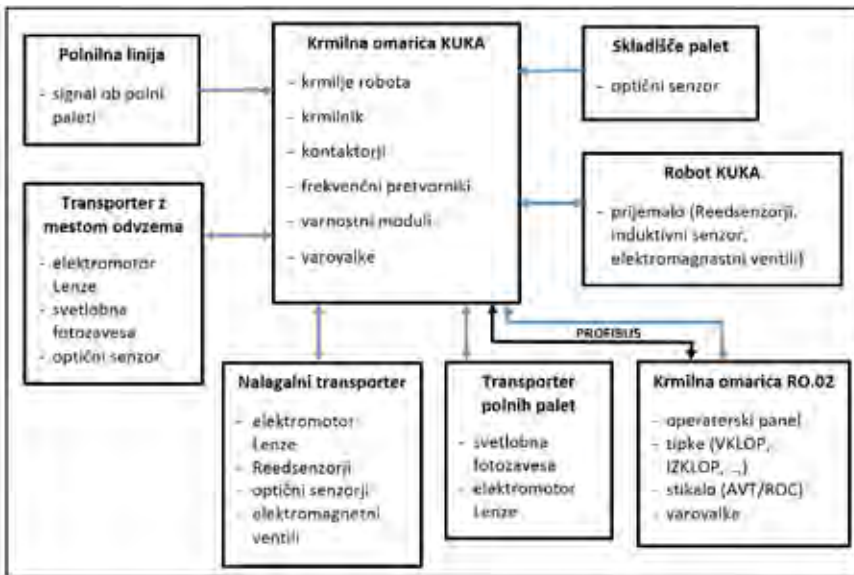 Polnilna linija
- signal ob polni
paleti
Transporter z
mestom odvzema
- elektromotor
Lenze
- svetlobna
fotozavesa
- optični senzor
Krmilna omarica KUKA
- krmilje robota
- krmilnik
- kontaktorji
- frekvenčni pretvorniki
- varnostni moduli
- varovalke
Skladišče palet
- optični senzor
Robot KUKA
- prijemalo (Reedsenzorji,
induktivni senzor,
elektromagnastni ventili)
PROFIBUS
Nalagalni transporter
- elektromotor
Lenze
- Reedsenzorji
- optični senzorji
- elektromagnetni
ventili
Transporter
polnih palet
- svetlobna
fotozavesa
- elektromotor
Lenze
Krmilna omarica RO.02
- operaterski panel
- tipke (VKLOP,
IZKLOP, ...)
- stikalo (AVT/ROC)
- varovalke